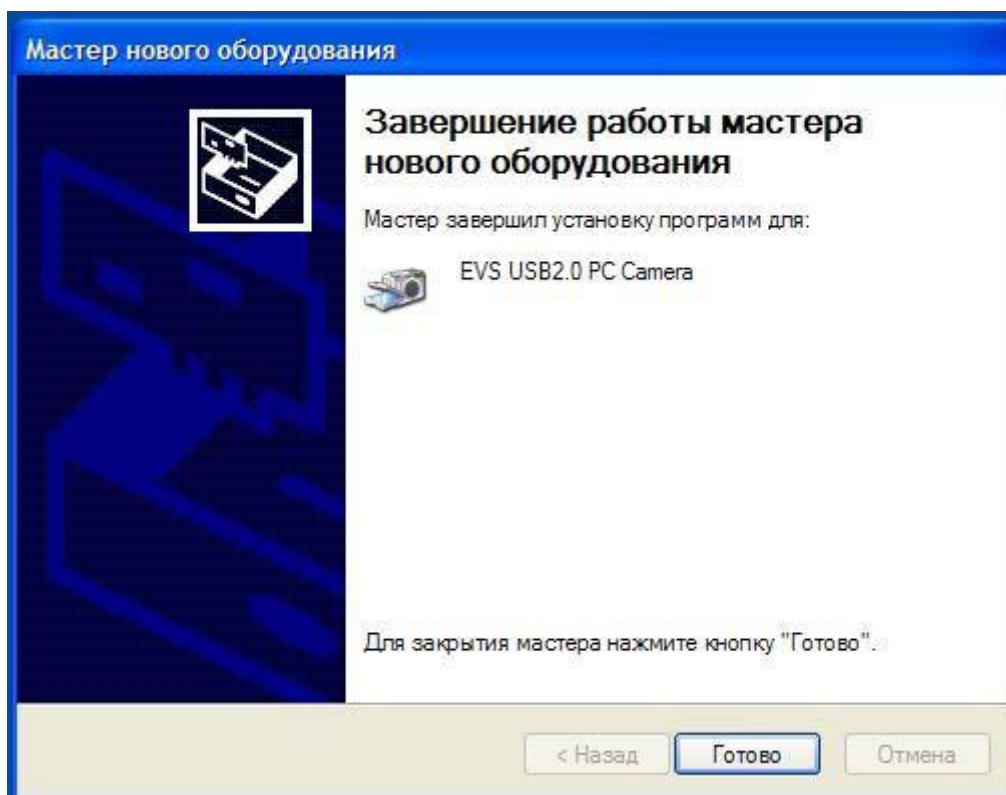 Мастер нового оборудования
Завершение работы мастера
нового оборудования
Мастер завершил установку программ для:
EVS USB2.0 PC Camera
Для закрытия мастера нажмите кнопку "Готово".
< Назад
Готово
Отмена